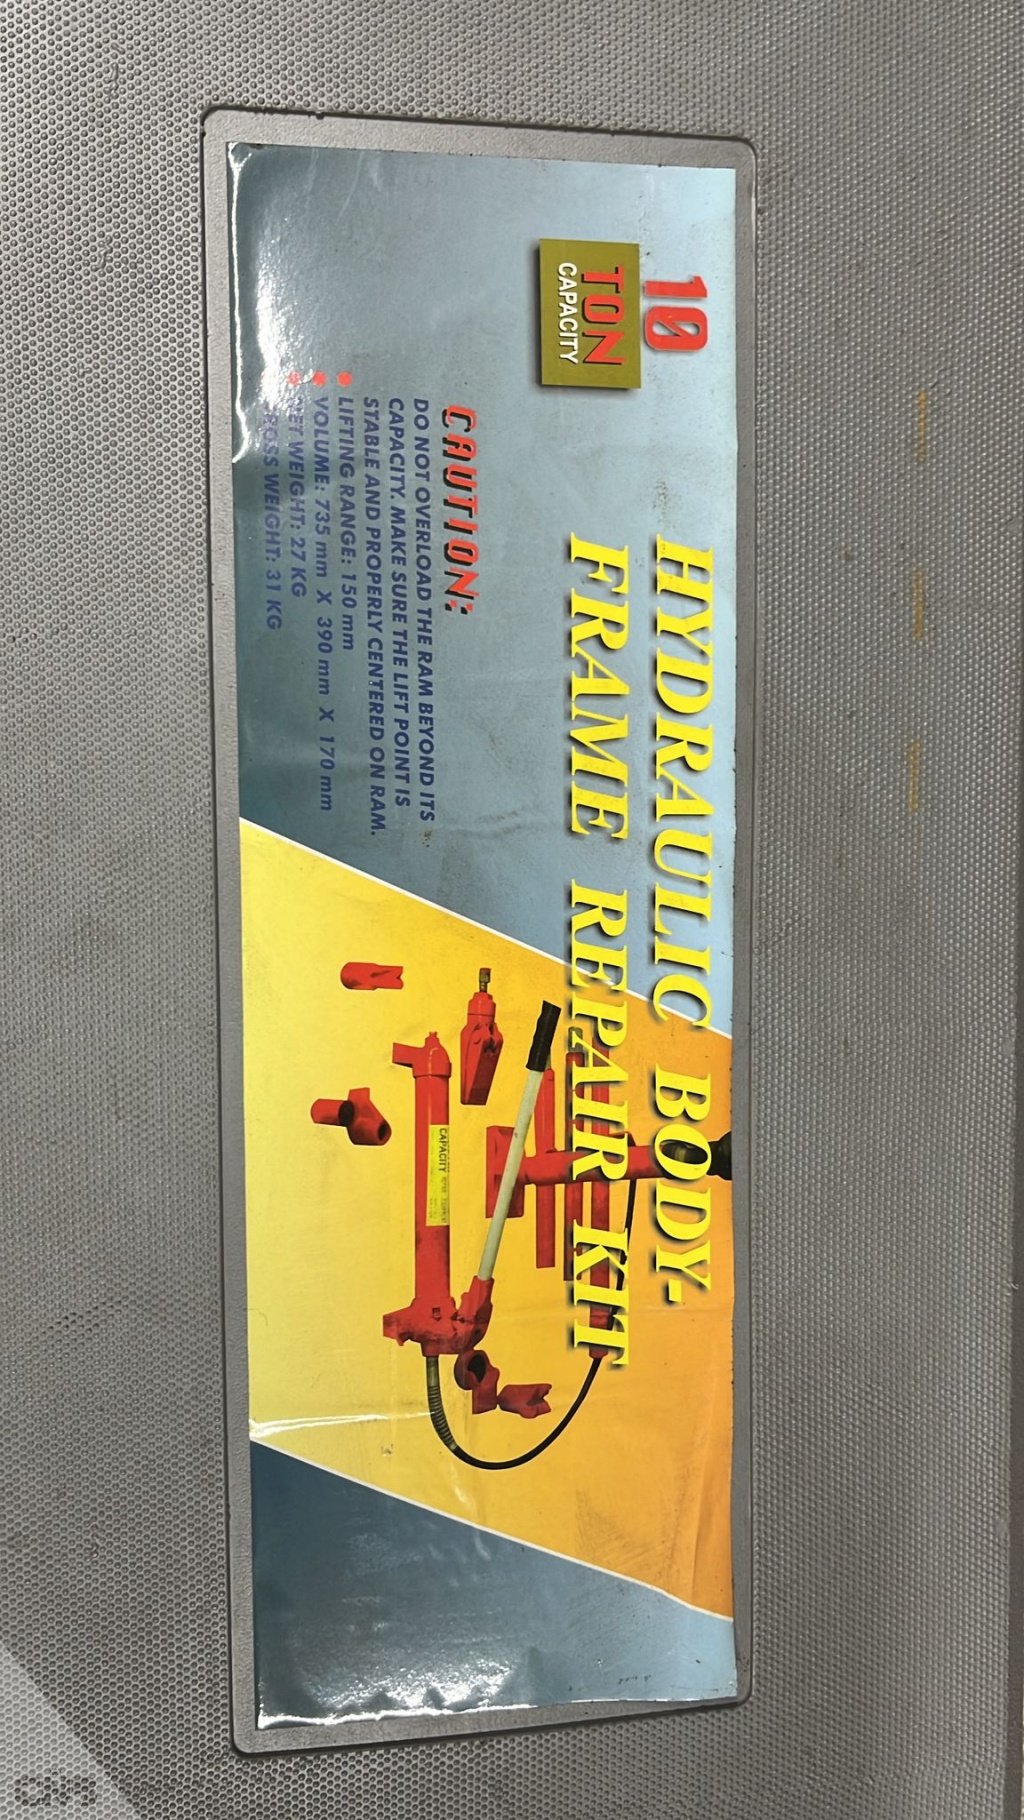 10
TON
CAPACITY
HYDRAULIC BODY-
FRAME REPAIR KIT
CAUTION:
DO NOT OVERLOAD THE RAM BEYOND ITS
CAPACITY. MAKE SURE THE LIFT POINT IS
STABLE AND PROPERLY CENTERED ON RAM.
LIFTING RANGE: 150 mm
VOLUME: 735 mm X 390 mm X 170 mm
NET WEIGHT: 27 KG
GROSS WEIGHT: 31 KG
CAPACITY